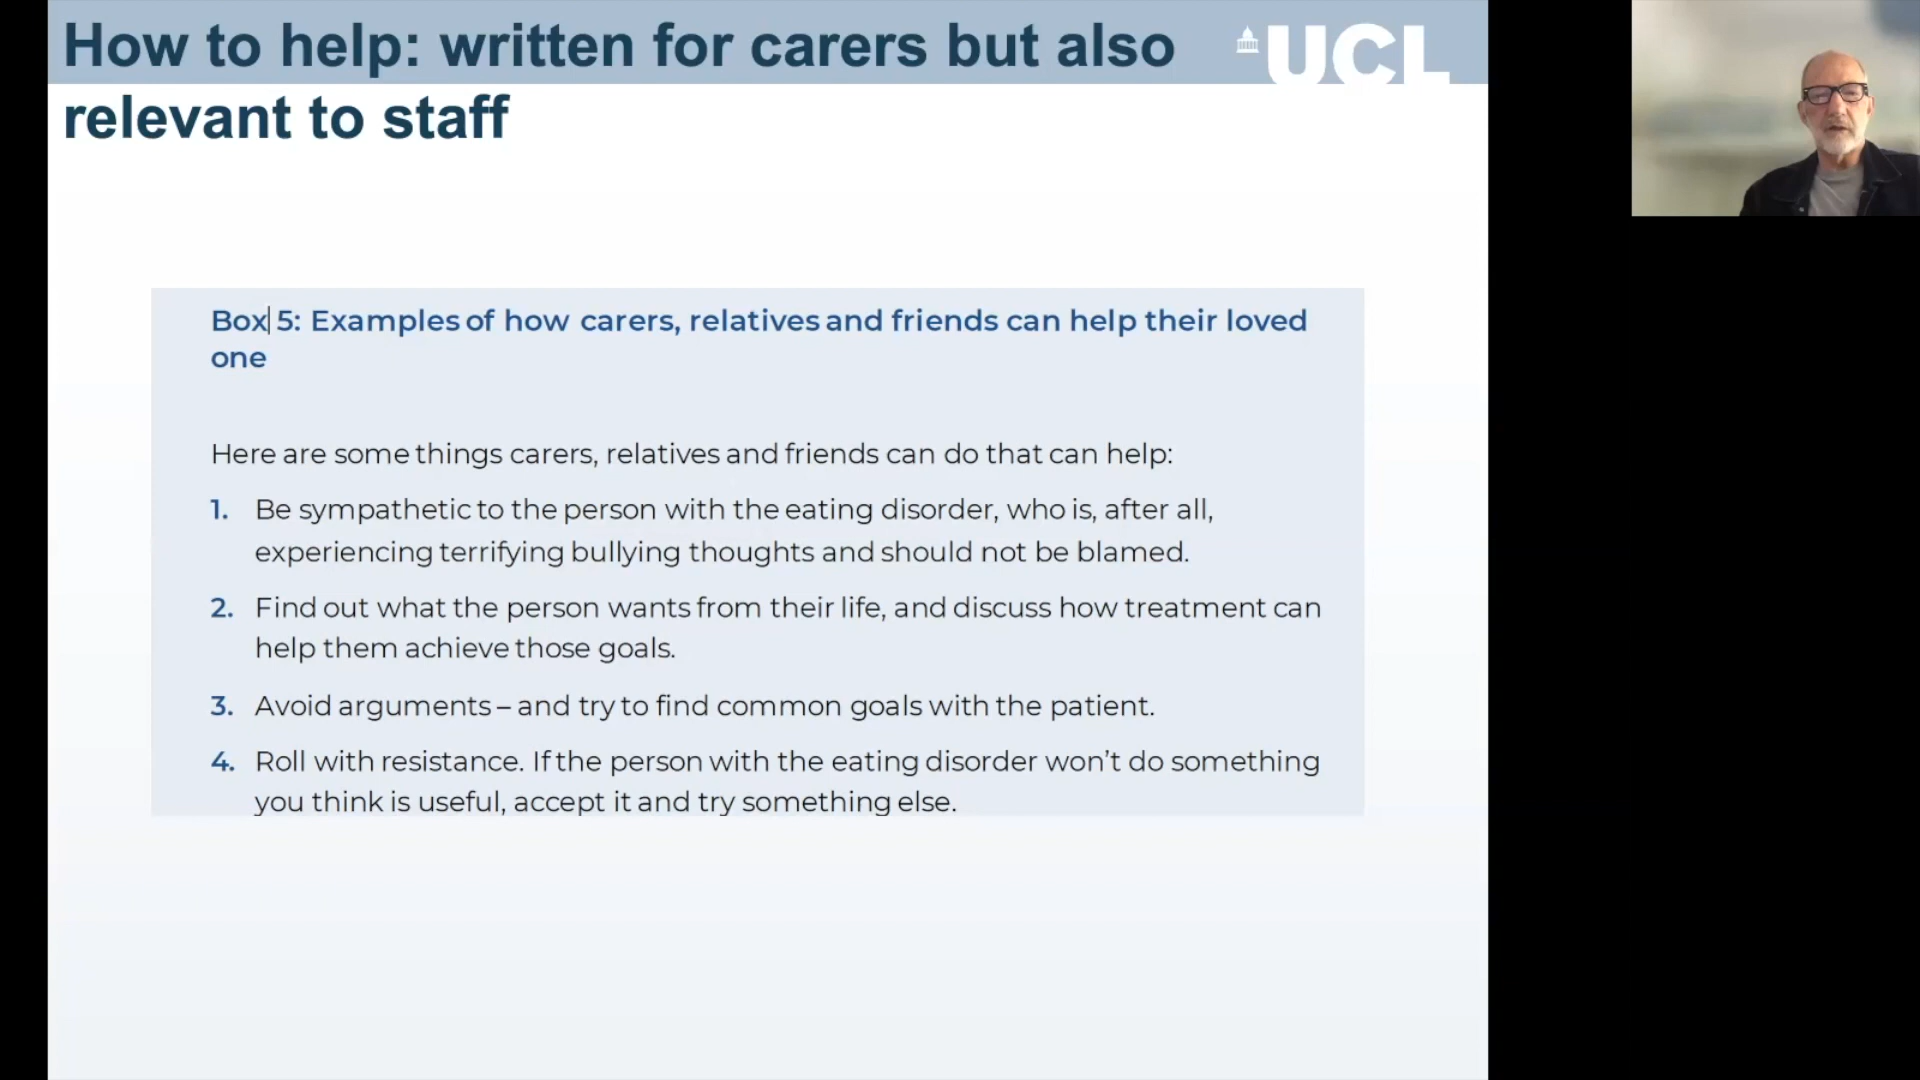 How to help: written for carers but also
relevant to staff
UCL
Box 5: Examples of how carers, relatives and friends can help their loved
one
Here are some things carers, relatives and friends can do that can help:
1. Be sympathetic to the person with the eating disorder, who is, after all,
experiencing terrifying bullying thoughts and should not be blamed.
2. Find out what the person wants from their life, and discuss how treatment can
help them achieve those goals.
3. Avoid arguments – and try to find common goals with the patient.
4. Roll with resistance. If the person with the eating disorder won’t do something
you think is useful, accept it and try something else.